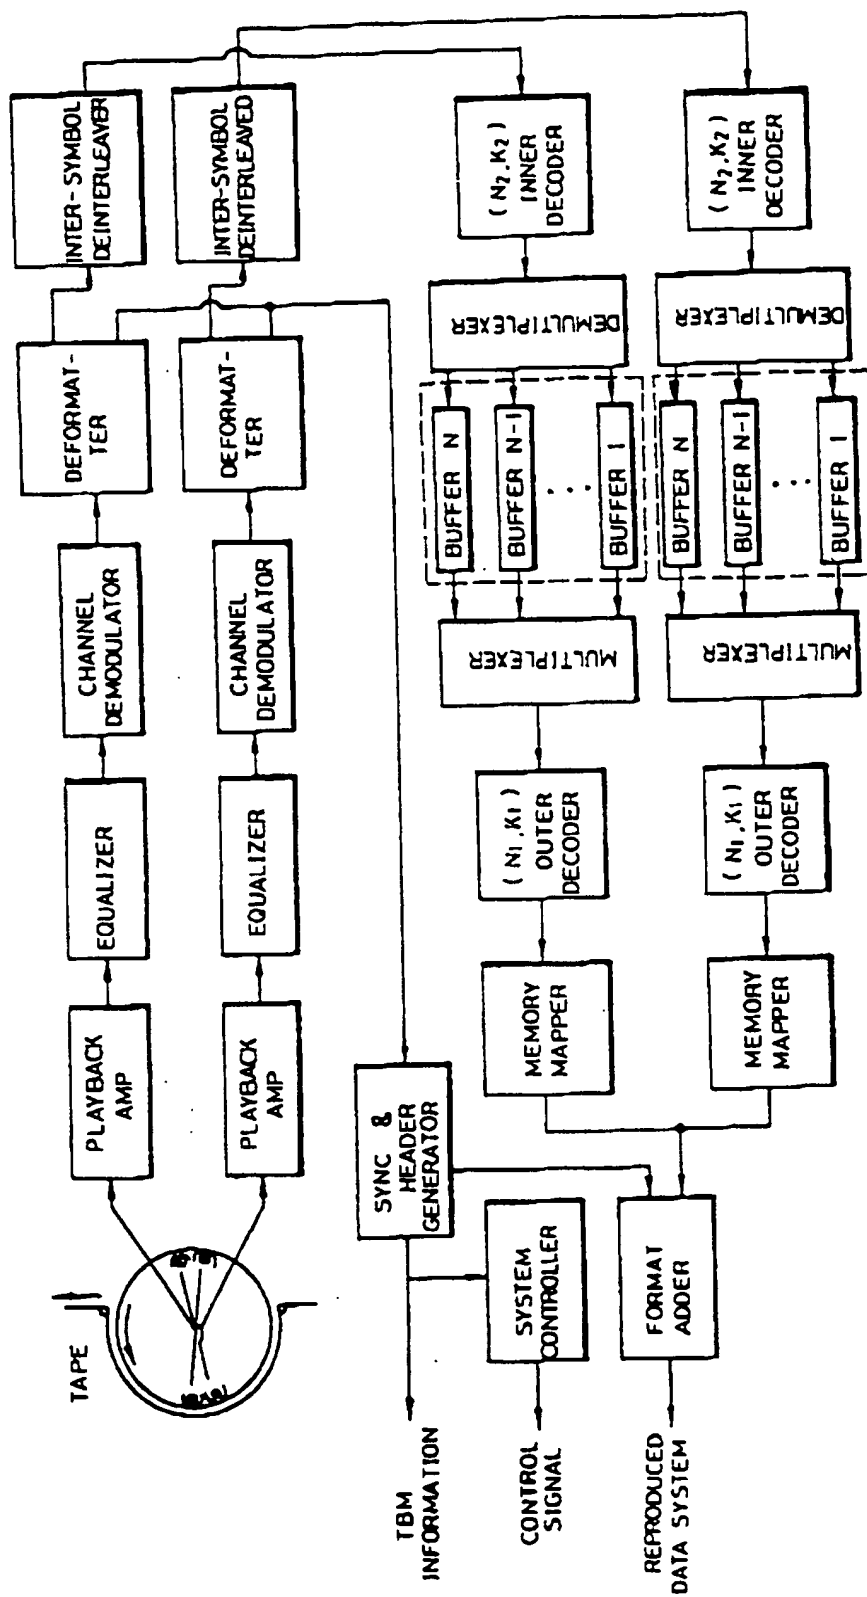 TAPE
PLAYBACK
AMP
EQUALIZER
CHANNEL
DEMODULATOR
DEFORMAT-
TER
INTER-SYMBOL
DEINTERLEAVER
PLAYBACK
AMP
EQUALIZER
CHANNEL
DEMODULATOR
DEFORMAT-
TER
INTER-SYMBOL
DEINTERLEAVED
TBM
INFORMATION
SYNC &
HEADER
GENERATOR
CONTROL
SIGNAL
SYSTEM
CONTROLLER
REPRODUCED
DATA SYSTEM
FORMAT
ADDER
MEMORY
MAPPER
(N1,K1)
OUTER
DECODER
MULTIPLEXER
BUFFER N
BUFFER N-1
...
BUFFER 1
DEMULTIPLEXER
(N2,K2)
INNER
DECODER
MEMORY
MAPPER
(N1,K1)
OUTER
DECODER
MULTIPLEXER
BUFFER N
BUFFER N-1
...
BUFFER 1
DEMULTIPLEXER
(N2,K2)
INNER
DECODER